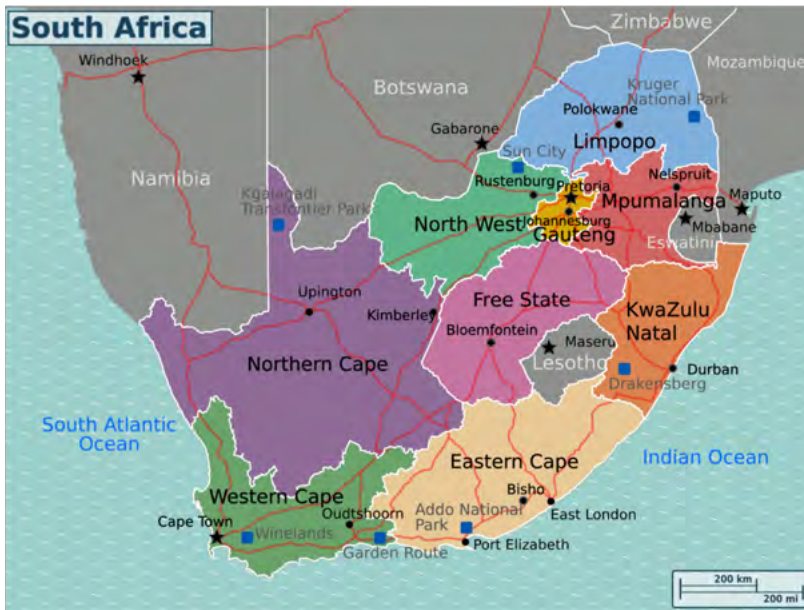 South Africa
Zimbabwe
Windhoek
Mozambique
Botswana
Kruger
National Park
Polokwane
Gabarone
Limpopo
Sun City
Namibia
Rustenburg
Pretoria
Nelspruit
Kgalagadi
Transfontier Park
Mpumalanga
Maputo
North West
Johannesburg
Mbabane
Gauteng
Eswatini
Upington
Free State
KwaZulu
Natal
Kimberley
Bloemfontein
Maseru
Lesotho
Northern Cape
Durban
Drakensberg
South Atlantic
Ocean
Eastern Cape
Indian Ocean
Western Cape
Bisho
Addo National
Park
East London
Oudtshoorn
Cape Town
Winelands
Garden Route
Port Elizabeth
200 km
200 mi